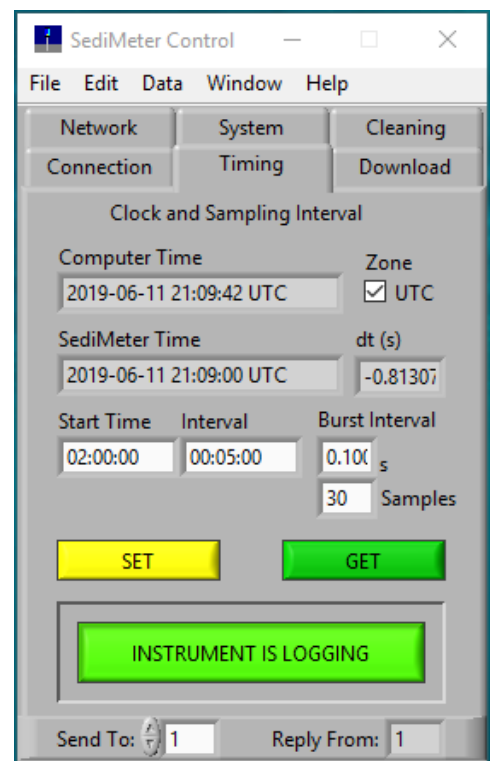 SediMeter Control
File Edit Data Window Help
Network System Cleaning
Connection Timing Download
Clock and Sampling Interval
Computer Time Zone
2019-06-11 21:09:42 UTC UTC
SediMeter Time dt (s)
2019-06-11 21:09:00 UTC -0.81307
Start Time Interval Burst Interval
02:00:00 00:05:00 0.100 s
30 Samples
SET GET
INSTRUMENT IS LOGGING
Send To: 1 Reply From: 1